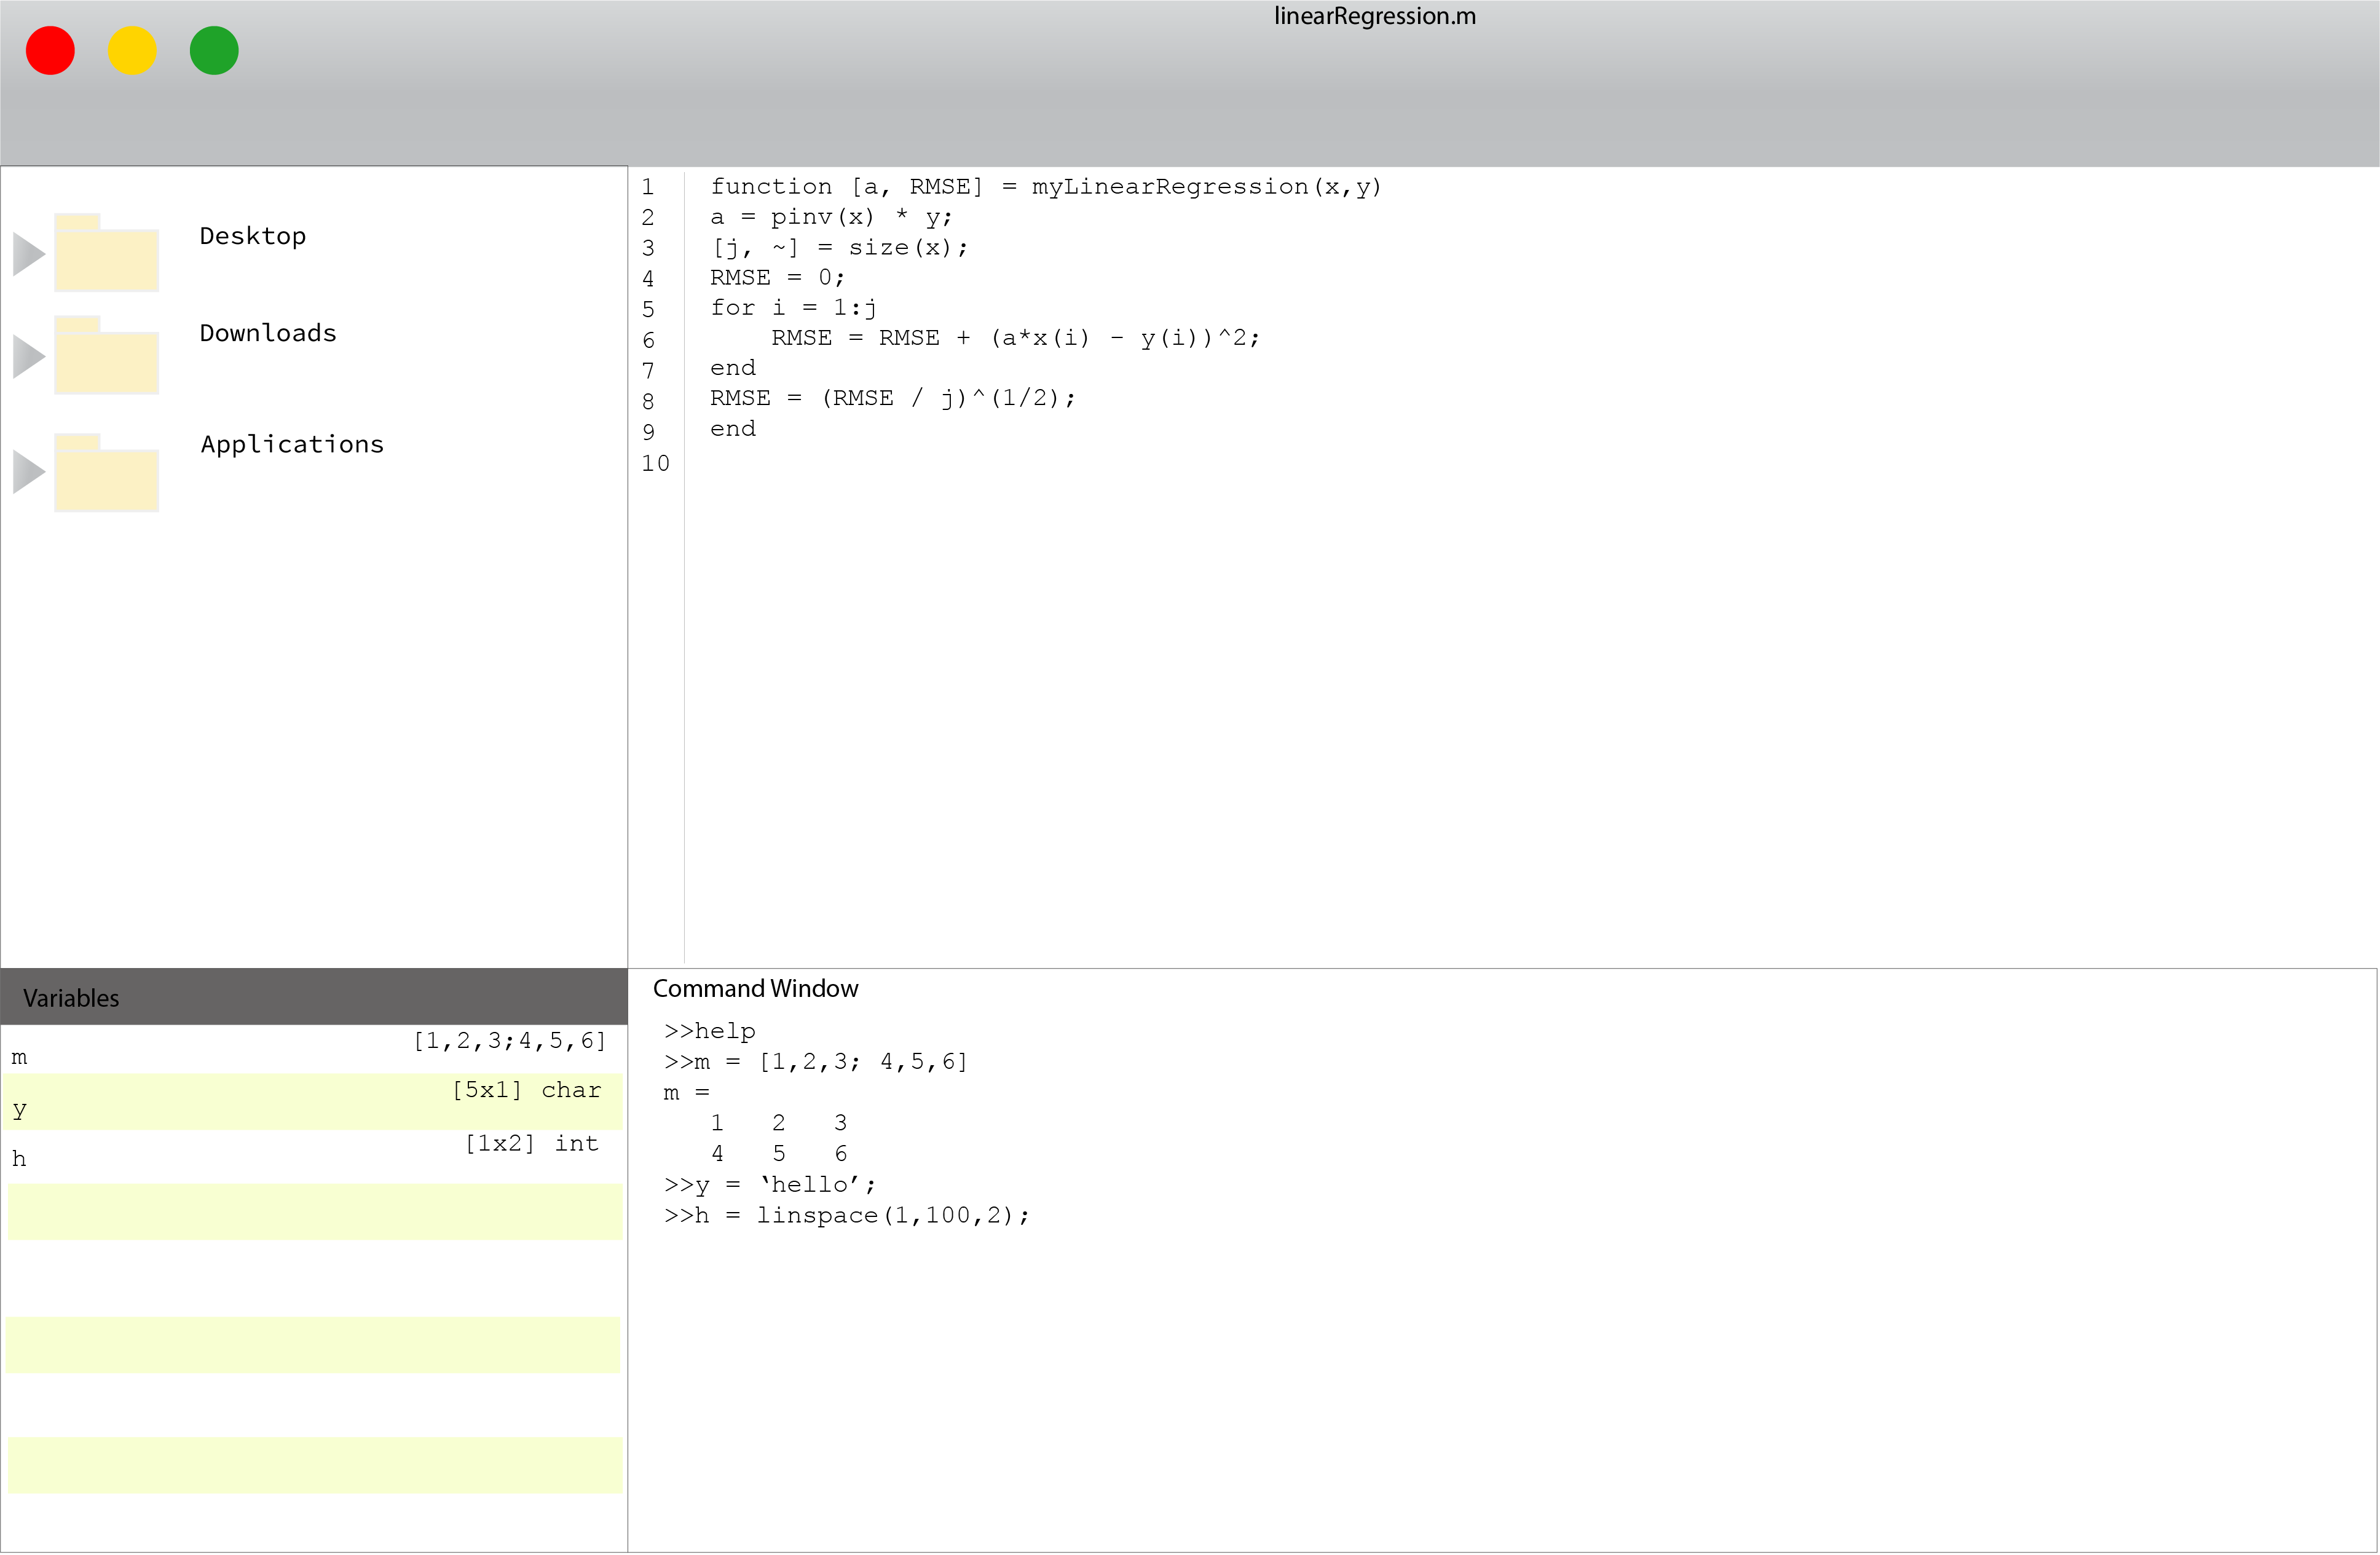 linearRegression.m
Desktop
Downloads
Applications
1 function [a, RMSE] = myLinearRegression(x,y)
2 a = pinv(x) * y;
3 [j, ~] = size(x);
4 RMSE = 0;
5 for i = 1:j
6     RMSE = RMSE + (a*x(i) - y(i))^2;
7 end
8 RMSE = (RMSE / j)^(1/2);
9 end
10
Variables
m [1,2,3;4,5,6]
y [5x1] char
h [1x2] int
Command Window
>>help
>>m = [1,2,3; 4,5,6]
m =
   1   2   3
   4   5   6
>>y = ‘hello’;
>>h = linspace(1,100,2);